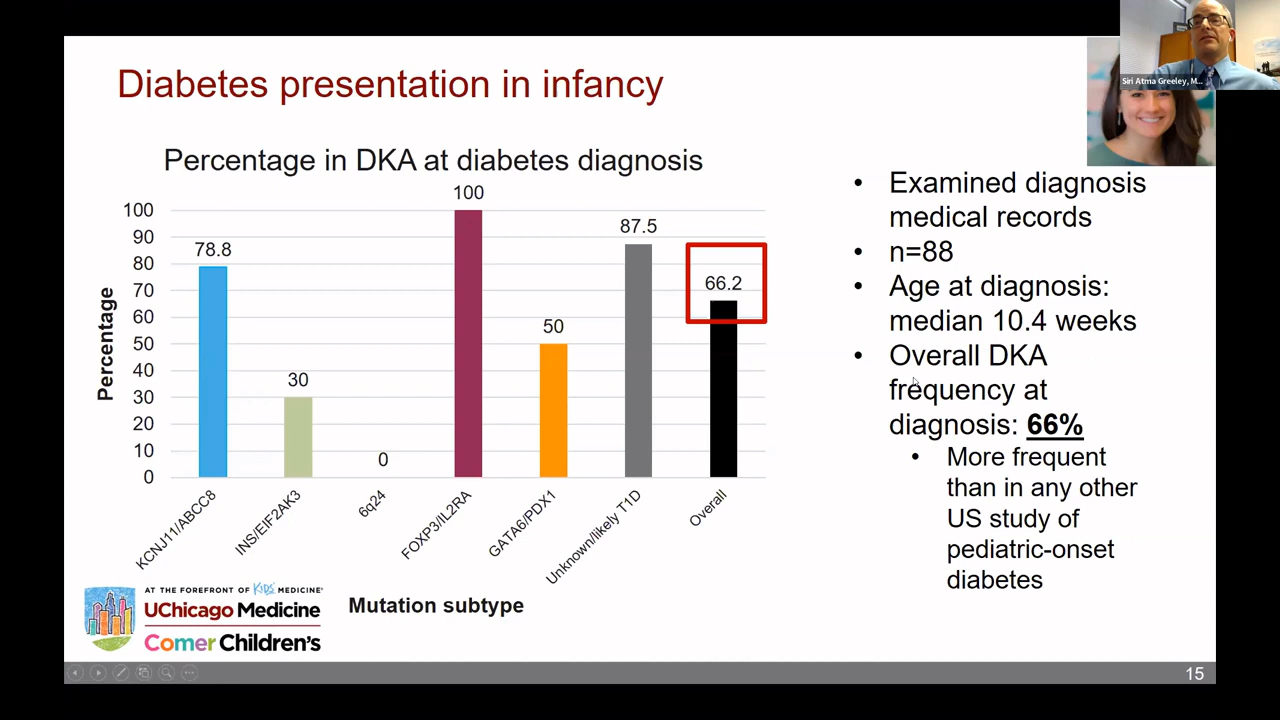 Siri Atma Greeley, M...
Diabetes presentation in infancy
Percentage in DKA at diabetes diagnosis
Percentage
100
90
80
70
60
50
40
30
20
10
0
78.8
30
0
100
50
87.5
66.2
KCNJ11/ABCC8
INS/EIF2AK3
6q24
FOXP3/IL2RA
GATA6/PDX1
Unknown/likely T1D
Overall
Mutation subtype
• Examined diagnosis
medical records
• n=88
• Age at diagnosis:
median 10.4 weeks
• Overall DKA
frequency at
diagnosis: 66%
• More frequent
than in any other
US study of
pediatric-onset
diabetes
AT THE FOREFRONT OF KIDS' MEDICINE®
UChicago Medicine
Comer Children's
15